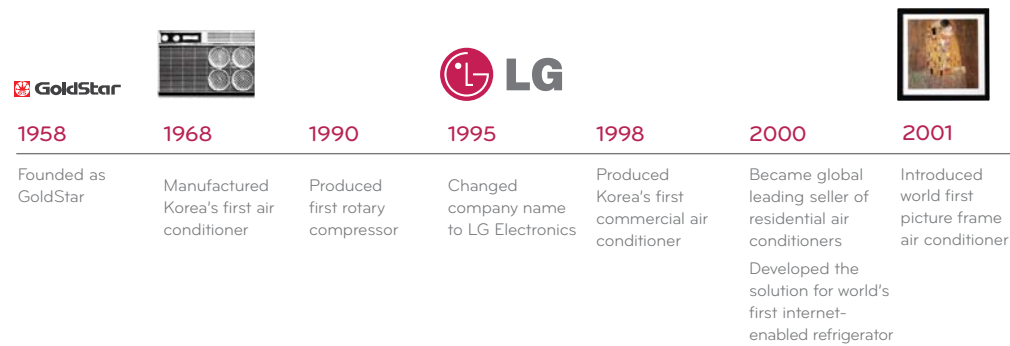 GoldStar
LG
1958
Founded as
GoldStar
1968
Manufactured
Korea's first air
conditioner
1990
Produced
first rotary
compressor
1995
Changed
company name
to LG Electronics
1998
Produced
Korea's first
commercial air
conditioner
2000
Became global
leading seller of
residential air
conditioners
Developed the
solution for world's
first internet-
enabled refrigerator
2001
Introduced
world first
picture frame
air conditioner